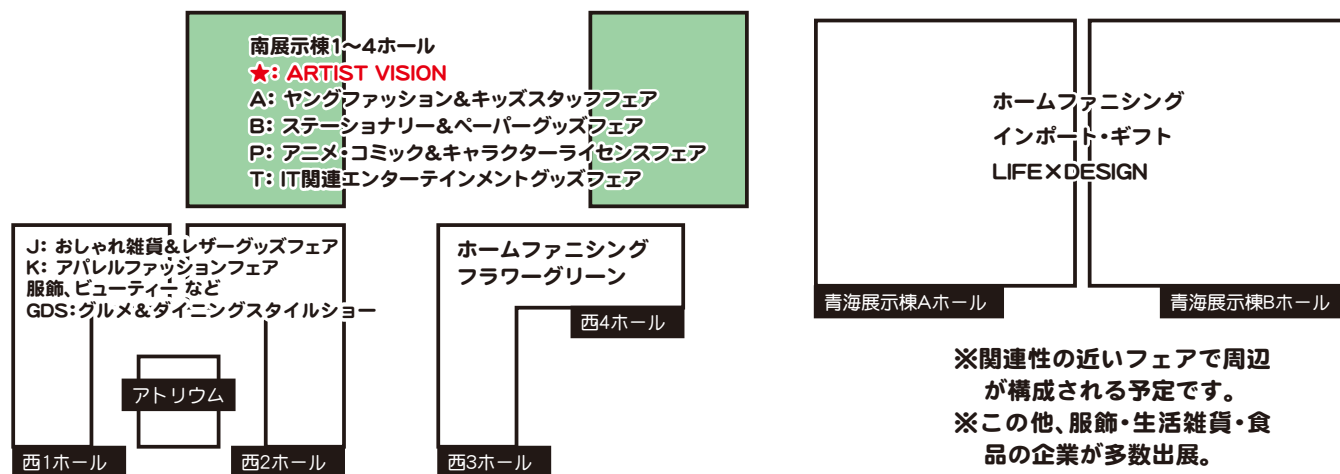 南展示棟1～4ホール
★: ARTIST VISION
A: ヤングファッション&キッズスタッフフェア
B: ステーショナリー&ペーパーグッズフェア
P: アニメ・コミック&キャラクターライセンスフェア
T: IT関連エンターテインメントグッズフェア
J: おしゃれ雑貨&レザーグッズフェア
K: アパレルファッションフェア
服飾、ビューティー など
GDS:グルメ&ダイニングスタイルショー
アトリウム
西1ホール
西2ホール
ホームファニシング
フラワーグリーン
西4ホール
西3ホール
ホームファニシング
インポート・ギフト
LIFE×DESIGN
青海展示棟Aホール
青海展示棟Bホール
※関連性の近いフェアで周辺
が構成される予定です。
※この他、服飾・生活雑貨・食
品の企業が多数出展。